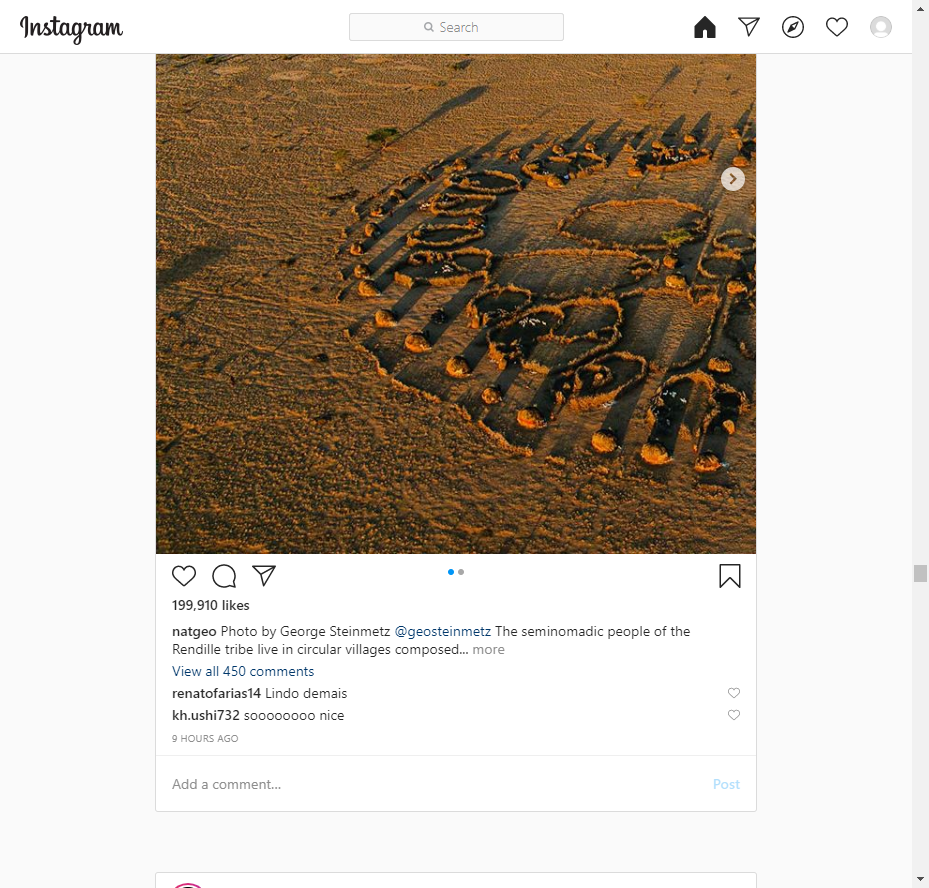 Instagram
Search
199,910 likes
natgeo Photo by George Steinmetz @geosteinmetz The seminomadic people of the
Rendille tribe live in circular villages composed... more
View all 450 comments
renatofarias14 Lindo demais
kh.ushi732 soooooooo nice
9 HOURS AGO
Add a comment...
Post